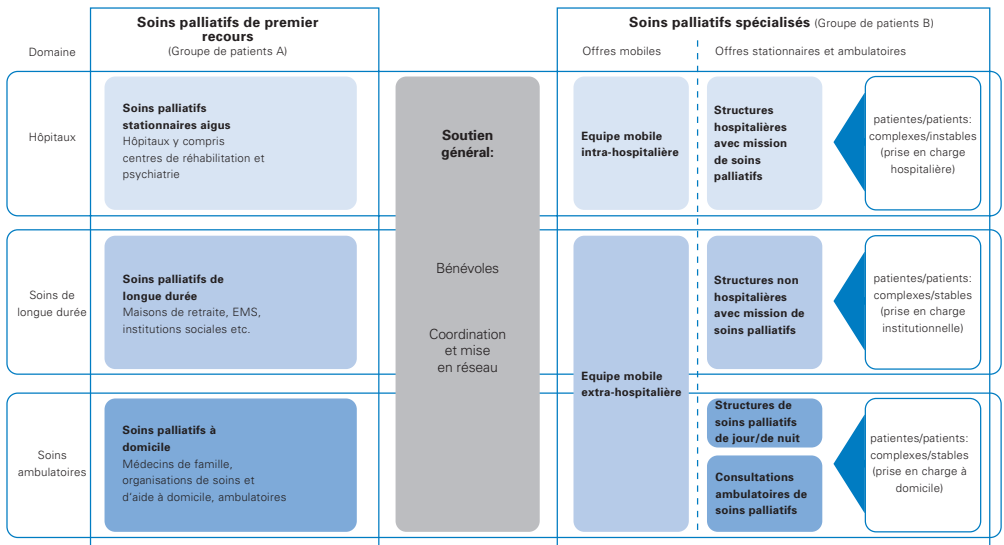 Soins palliatifs de premier
recours
(Groupe de patients A)
Soins palliatifs spécialisés (Groupe de patients B)
Domaine
Offres mobiles
Offres stationnaires et ambulatoires
Hôpitaux
Soins palliatifs
stationnaires aigus
Hôpitaux y compris
centres de réhabilitation et
psychiatrie
Soutien
général:
Bénévoles
Coordination
et mise
en réseau
Equipe mobile
intra-hospitalière
Structures
hospitalières
avec mission
de soins
palliatifs
patientes/patients:
complexes/instables
(prise en charge
hospitalière)
Soins de
longue durée
Soins palliatifs de
longue durée
Maisons de retraite, EMS,
institutions sociales etc.
Equipe mobile
extra-hospitalière
Structures non
hospitalières
avec mission de
soins palliatifs
patientes/patients:
complexes/stables
(prise en charge
institutionnelle)
Soins
ambulatoires
Soins palliatifs à
domicile
Médecins de famille,
organisations de soins et
d'aide à domicile, ambulatoires
Structures de
soins palliatifs
de jour/de nuit
Consultations
ambulatoires de
soins palliatifs
patientes/patients:
complexes/stables
(prise en charge à
domicile)